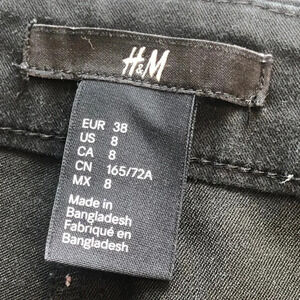 H&M
EUR 38
US 8
CA 8
CN 165/72A
MX 8
Made in
Bangladesh
Fabriqué en
Bangladesh